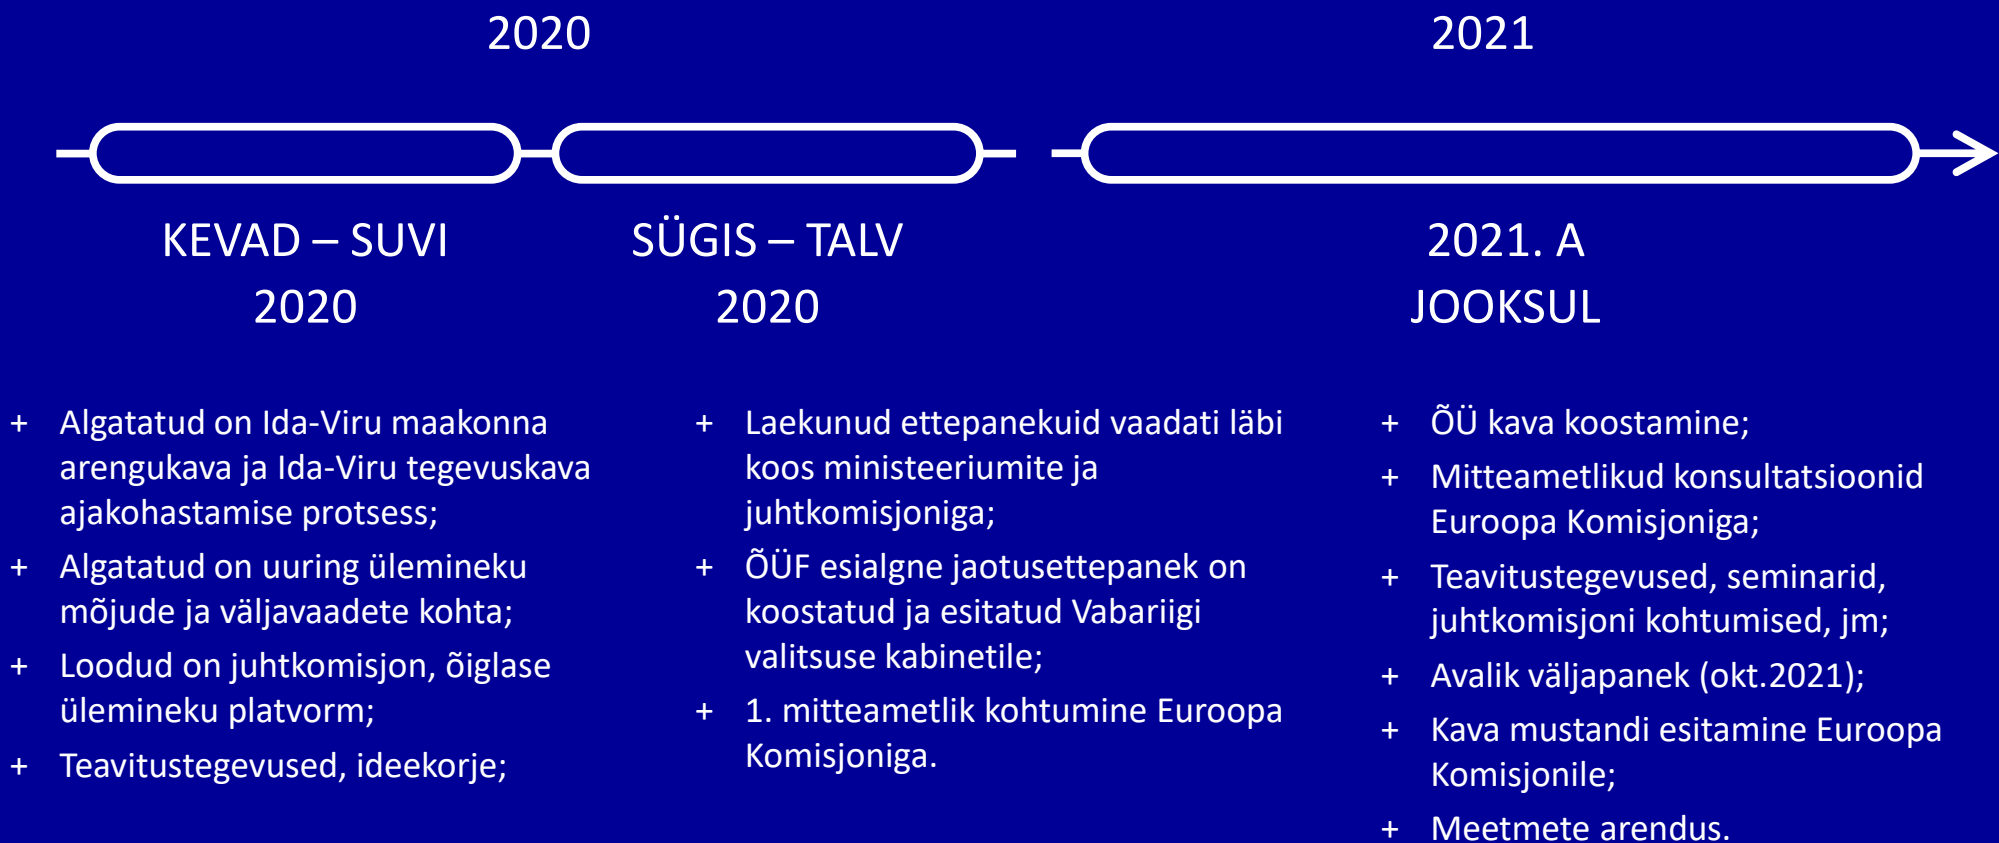 2020
2021
KEVAD – SUVI
2020
SÜGIS – TALV
2020
2021. A
JOOKSUL
+ Algatatud on Ida-Viru maakonna
arengukava ja Ida-Viru tegevuskava
ajakohastamise protsess;
+ Algatatud on uuring ülemineku
mõjude ja väljavaadete kohta;
+ Loodud on juhtkomisjon, õiglase
ülemineku platvorm;
+ Teavitustegevused, ideekorje;
+ Laekunud ettepanekuid vaadati läbi
koos ministeeriumite ja
juhtkomisjoniga;
+ ÕÜF esialgne jaotusettepanek on
koostatud ja esitatud Vabariigi
valitsuse kabinetile;
+ 1. mitteametlik kohtumine Euroopa
Komisjoniga.
+ ÕÜ kava koostamine;
+ Mitteametlikud konsultatsioonid
Euroopa Komisjoniga;
+ Teavitustegevused, seminarid,
juhtkomisjoni kohtumised, jm;
+ Avalik väljapanek (okt.2021);
+ Kava mustandi esitamine Euroopa
Komisjonile;
+ Meetmete arendus.